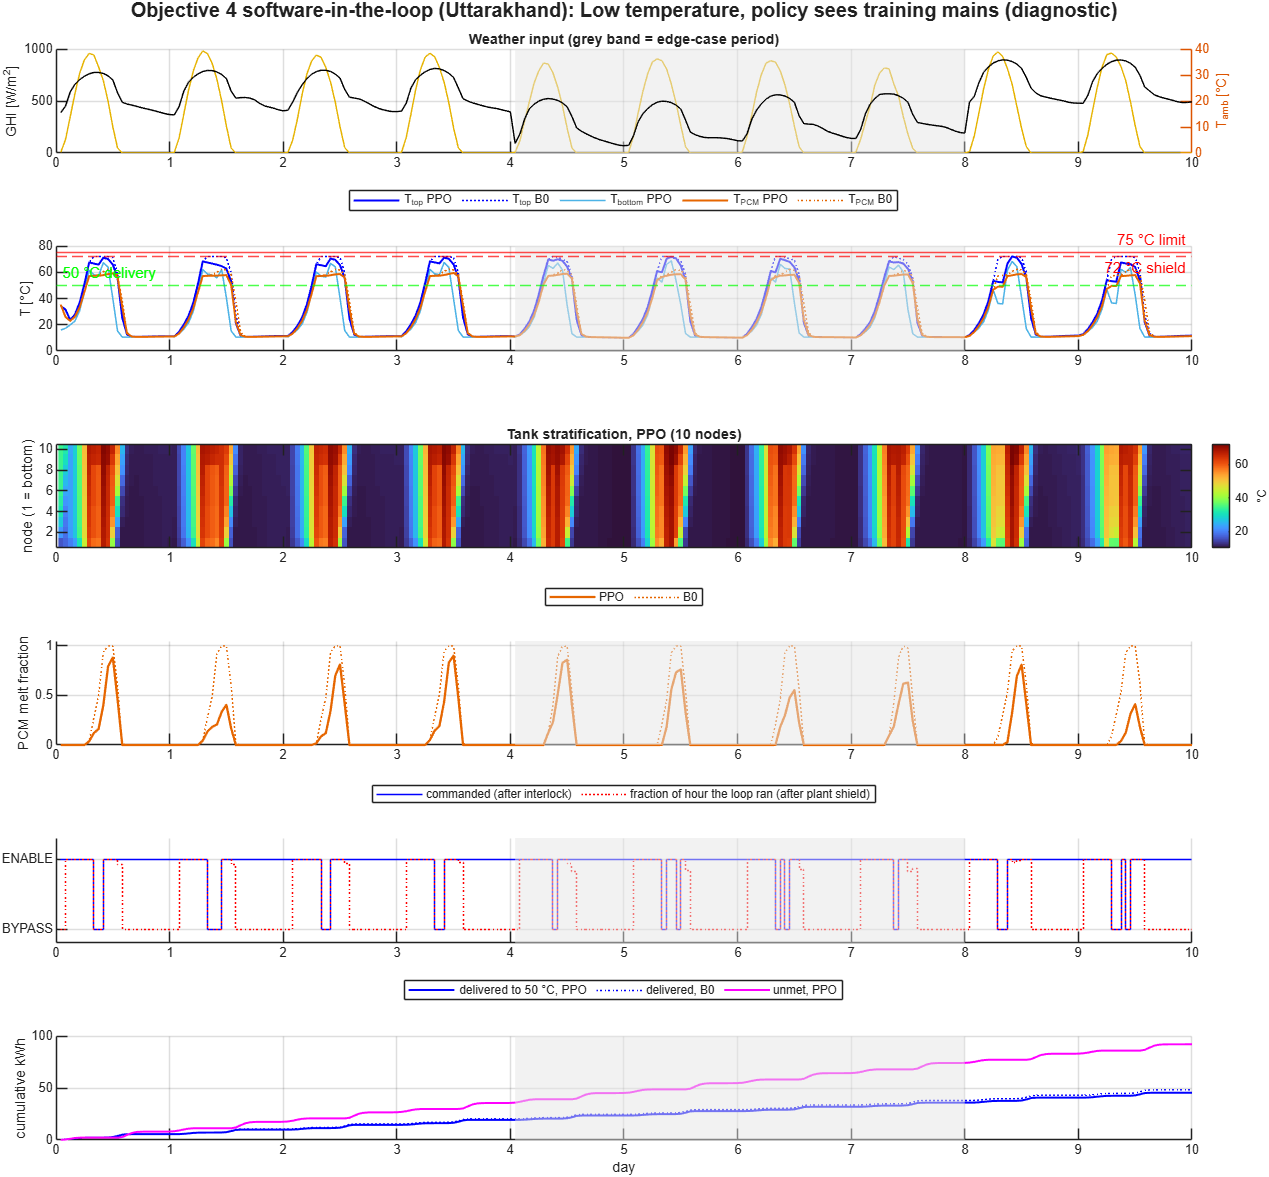 Objective 4 software-in-the-loop (Uttarakhand): Low temperature, policy sees training mains (diagnostic)
Weather input (grey band = edge-case period)
GHI [W/m²]
1000
500
0
T_amb [°C]
40
30
20
10
0
0 1 2 3 4 5 6 7 8 9 10
T_top PPO T_top B0 T_bottom PPO T_PCM PPO T_PCM B0
T [°C]
80
60
40
20
0
75 °C limit
50 °C delivery
0 1 2 3 4 5 6 7 8 9 10
Tank stratification, PPO (10 nodes)
node (1 = bottom)
10
8
6
4
2
60
40
20
°C
0 1 2 3 4 5 6 7 8 9 10
PPO B0
PCM melt fraction
1
0.5
0
0 1 2 3 4 5 6 7 8 9 10
commanded (after interlock) fraction of hour the loop ran (after plant shield)
ENABLE
BYPASS
0 1 2 3 4 5 6 7 8 9 10
delivered to 50 °C, PPO delivered, B0 unmet, PPO
cumulative kWh
100
50
0
0 1 2 3 4 5 6 7 8 9 10
day